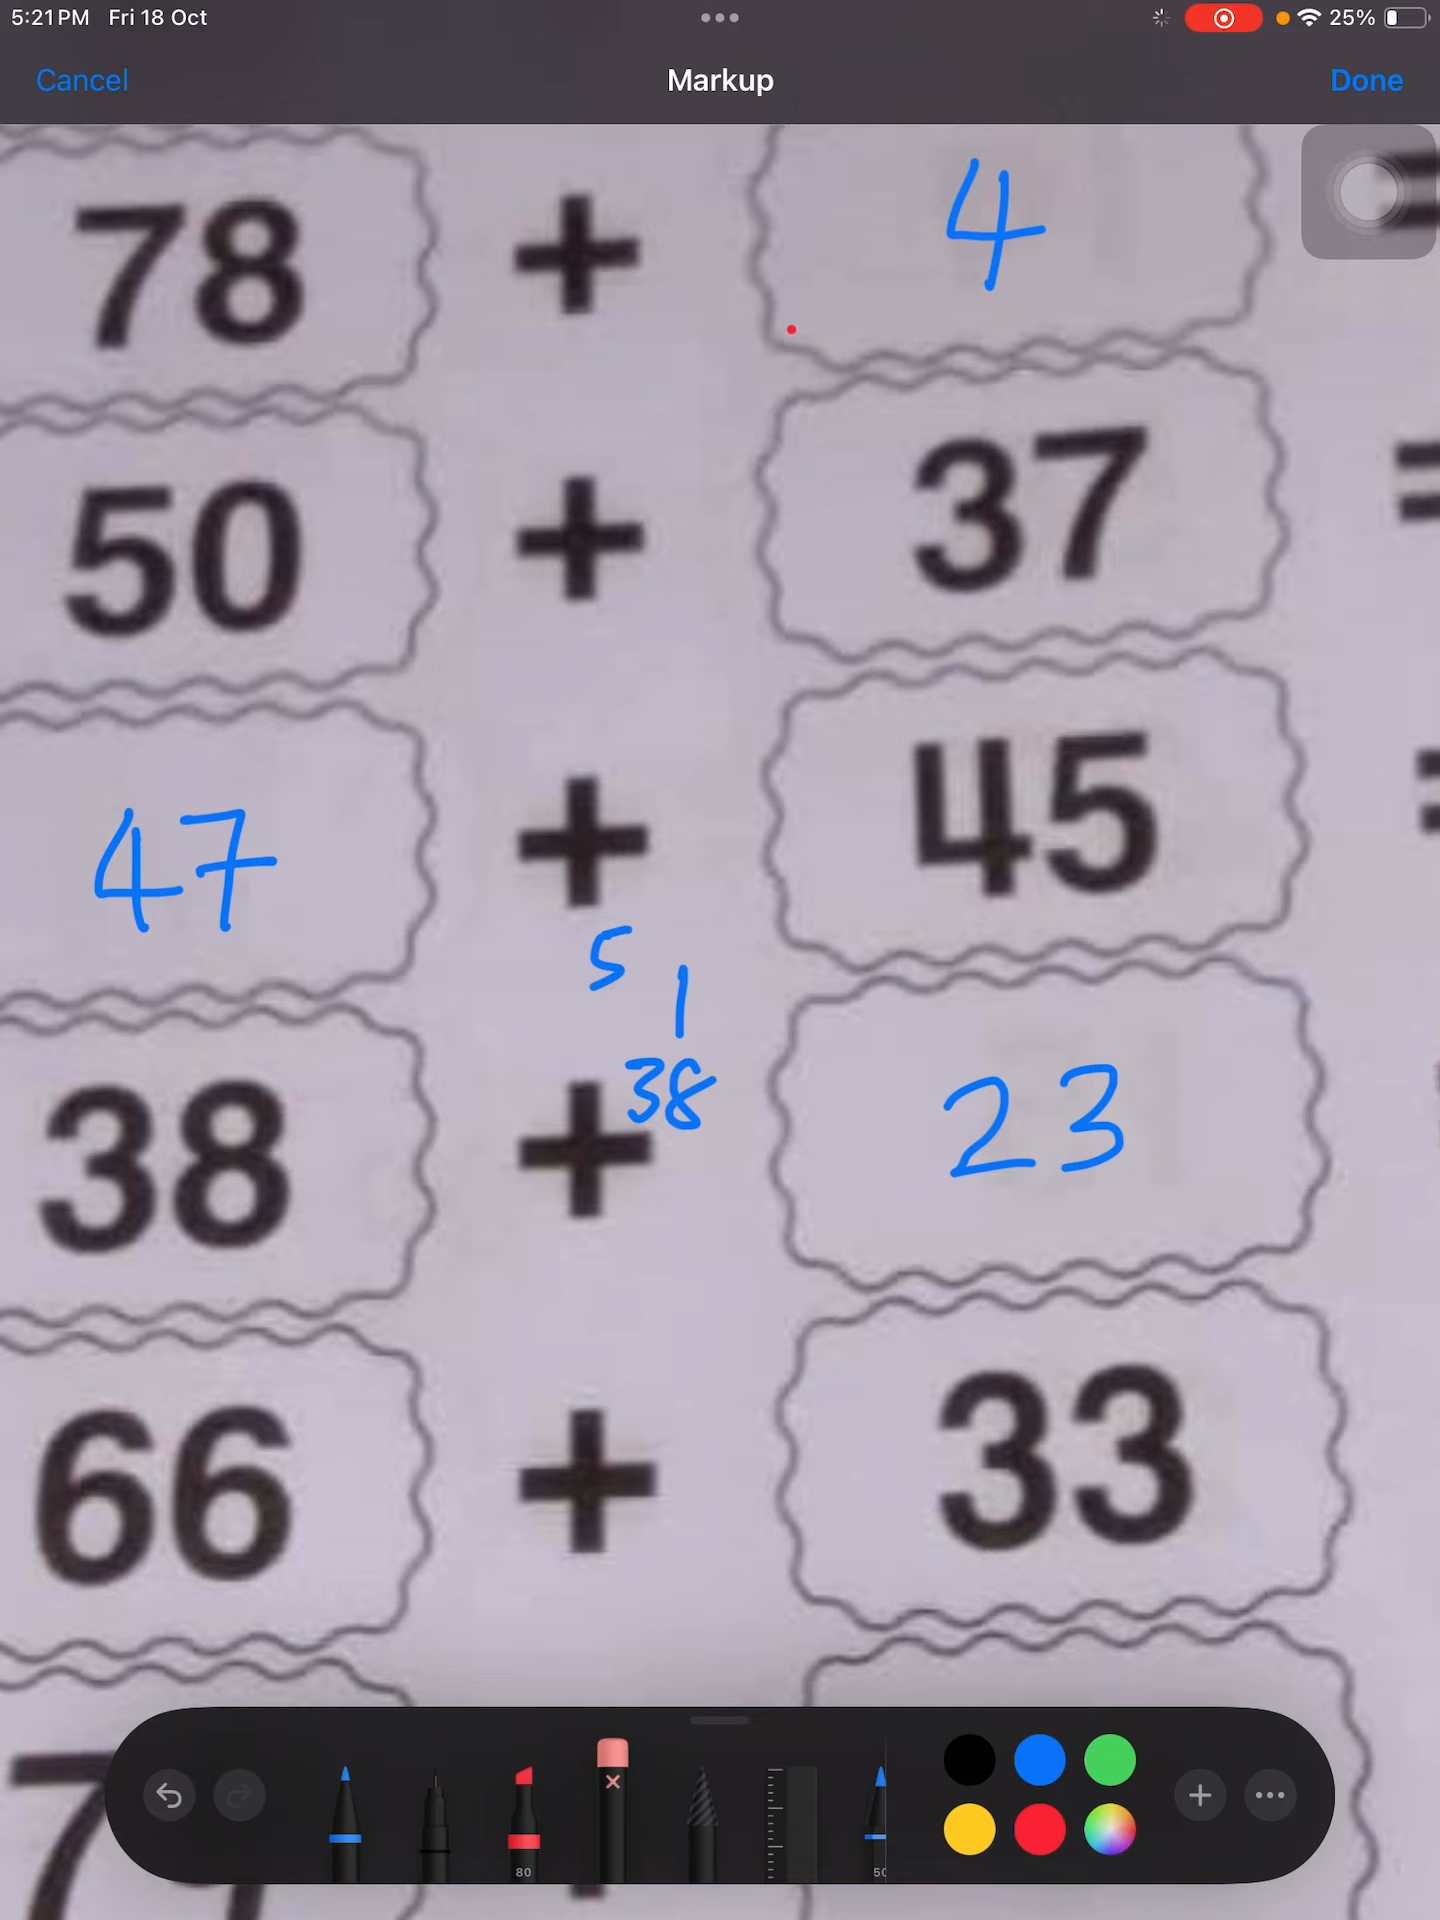 5:21 PM Fri 18 Oct 25%
Cancel Markup Done
78 + 4 =
50 + 37 =
47 + 45 =
5 1
38
38 + 23
66 + 33
80 50